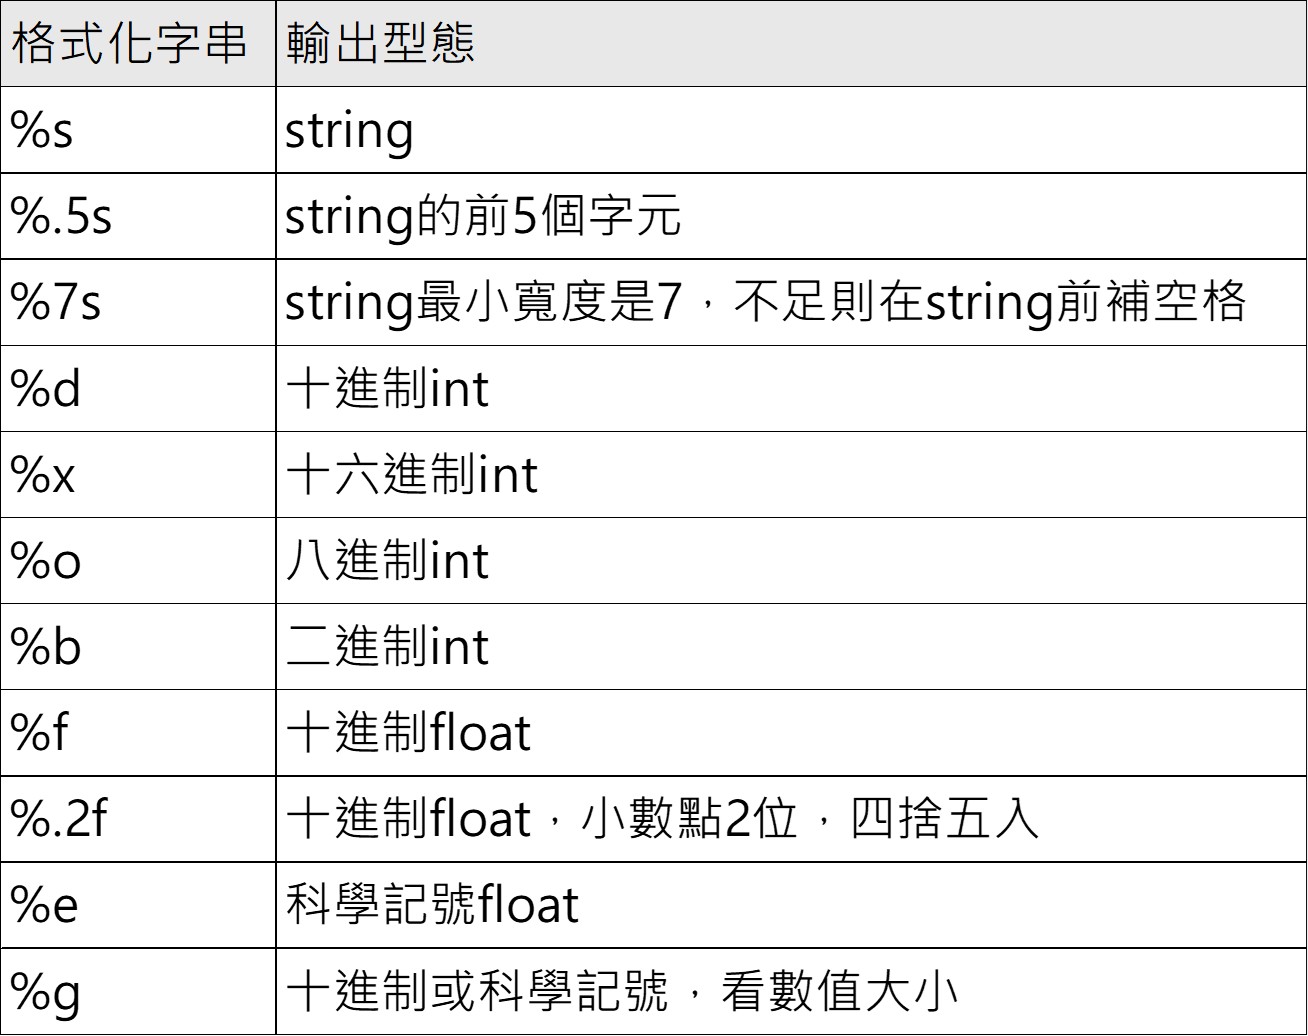 格式化字串 輸出型態
%s string
%.5s string的前5個字元
%7s string最小寬度是7，不足則在string前補空格
%d 十進制int
%x 十六進制int
%o 八進制int
%b 二進制int
%f 十進制float
%.2f 十進制float，小數點2位，四捨五入
%e 科學記號float
%g 十進制或科學記號，看數值大小